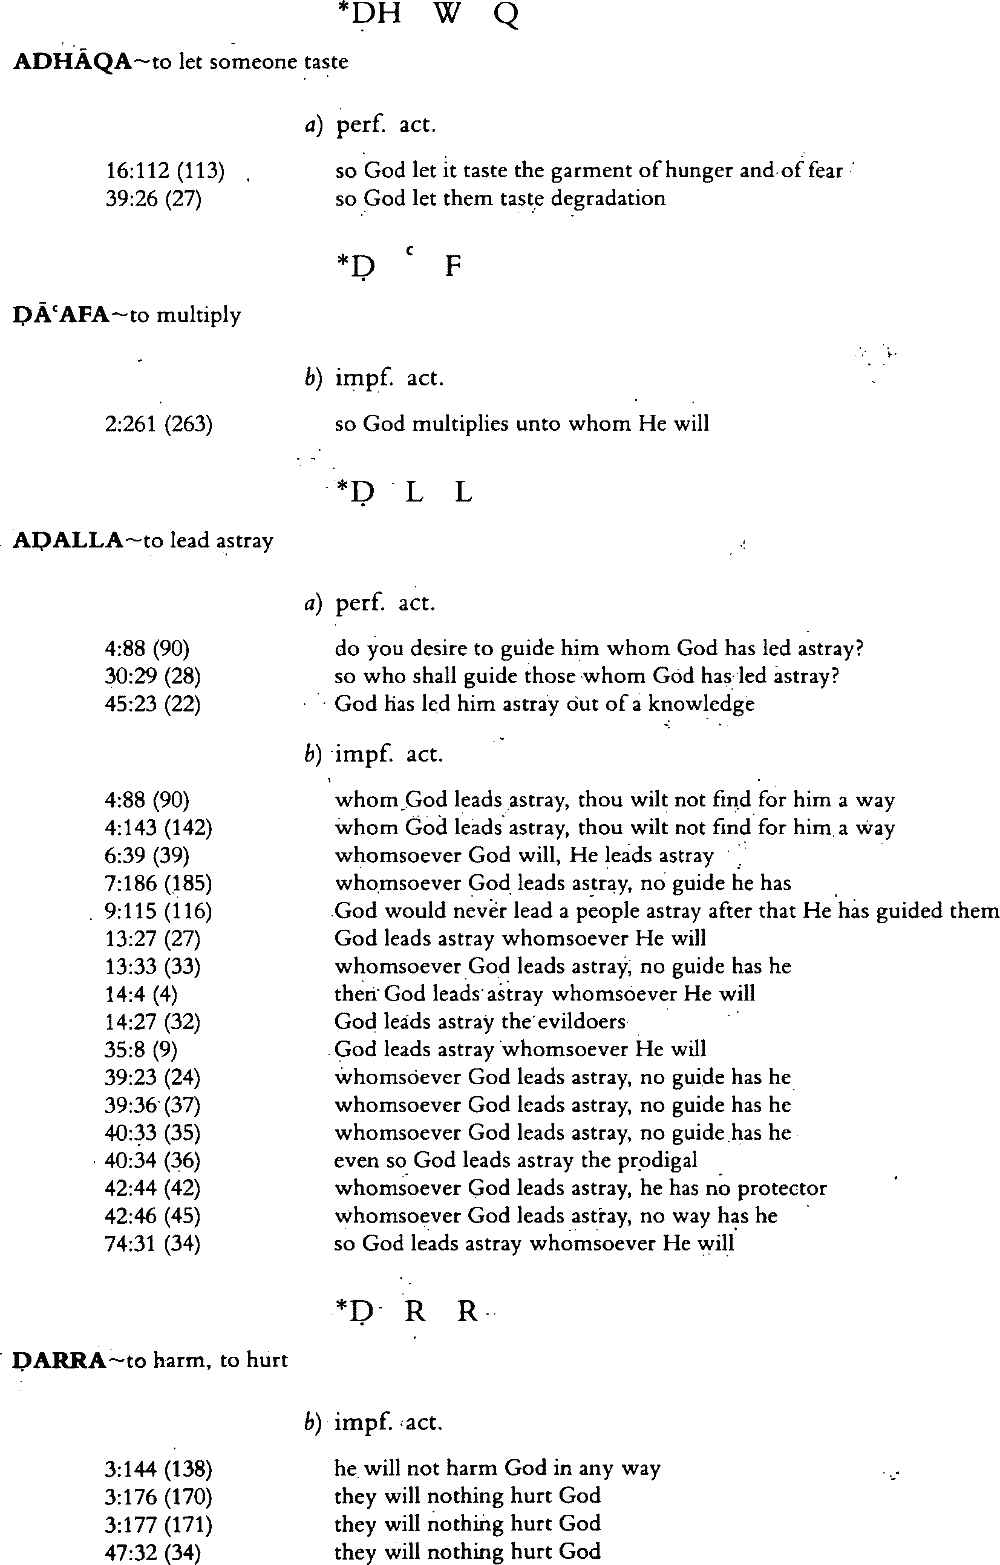 *ḌH W Q
ADHĀQA~to let someone taste
a) perf. act.
16:112 (113) so God let it taste the garment of hunger and of fear
39:26 (27) so God let them taste degradation
*Ḍ ʿ F
ḌĀʿAFA~to multiply
b) impf. act.
2:261 (263) so God multiplies unto whom He will
*Ḍ L L
AḌALLA~to lead astray
a) perf. act.
4:88 (90) do you desire to guide him whom God has led astray?
30:29 (28) so who shall guide those whom God has led astray?
45:23 (22) God has led him astray out of a knowledge
b) impf. act.
4:88 (90) whom God leads astray, thou wilt not find for him a way
4:143 (142) whom God leads astray, thou wilt not find for him a way
6:39 (39) whomsoever God will, He leads astray
7:186 (185) whomsoever God leads astray, no guide he has
9:115 (116) God would never lead a people astray after that He has guided them
13:27 (27) God leads astray whomsoever He will
13:33 (33) whomsoever God leads astray, no guide has he
14:4 (4) then God leads astray whomsoever He will
14:27 (32) God leads astray the evildoers
35:8 (9) God leads astray whomsoever He will
39:23 (24) whomsoever God leads astray, no guide has he
39:36 (37) whomsoever God leads astray, no guide has he
40:33 (35) whomsoever God leads astray, no guide has he
40:34 (36) even so God leads astray the prodigal
42:44 (42) whomsoever God leads astray, he has no protector
42:46 (45) whomsoever God leads astray, no way has he
74:31 (34) so God leads astray whomsoever He will
*Ḍ R R
ḌARRA~to harm, to hurt
b) impf. act.
3:144 (138) he will not harm God in any way
3:176 (170) they will nothing hurt God
3:177 (171) they will nothing hurt God
47:32 (34) they will nothing hurt God